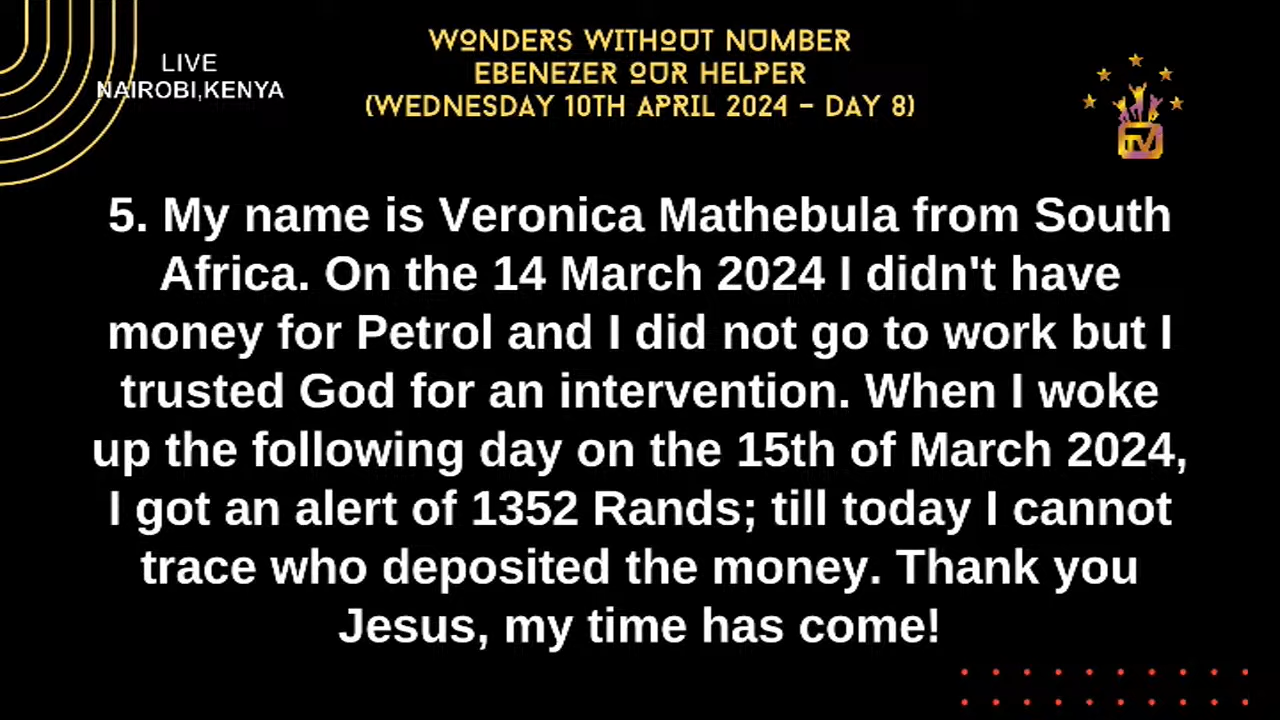 LIVE
NAIROBI,KENYA
WONDERS WITHOUT NUMBER
EBENEZER OUR HELPER
(WEDNESDAY 10TH APRIL 2024 - DAY 8)
TV
5. My name is Veronica Mathebula from South
Africa. On the 14 March 2024 I didn't have
money for Petrol and I did not go to work but I
trusted God for an intervention. When I woke
up the following day on the 15th of March 2024,
I got an alert of 1352 Rands; till today I cannot
trace who deposited the money. Thank you
Jesus, my time has come!